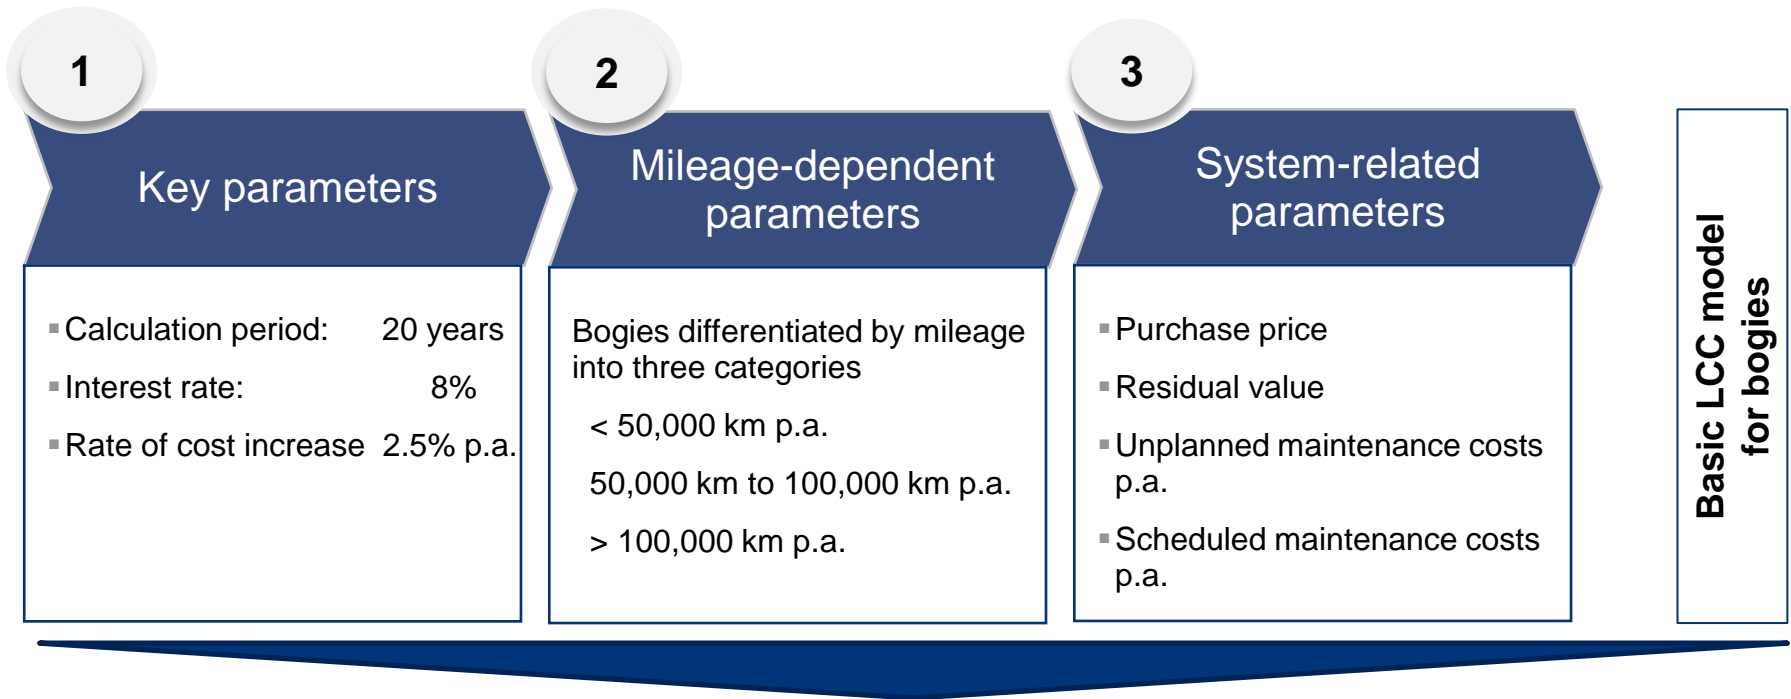 1
Key parameters
▪Calculation period: 20 years
▪Interest rate: 8%
▪Rate of cost increase 2.5% p.a.
2
Mileage-dependent
parameters
Bogies differentiated by mileage
into three categories
< 50,000 km p.a.
50,000 km to 100,000 km p.a.
> 100,000 km p.a.
3
System-related
parameters
▪Purchase price
▪Residual value
▪Unplanned maintenance costs
p.a.
▪Scheduled maintenance costs
p.a.
Basic LCC model
for bogies